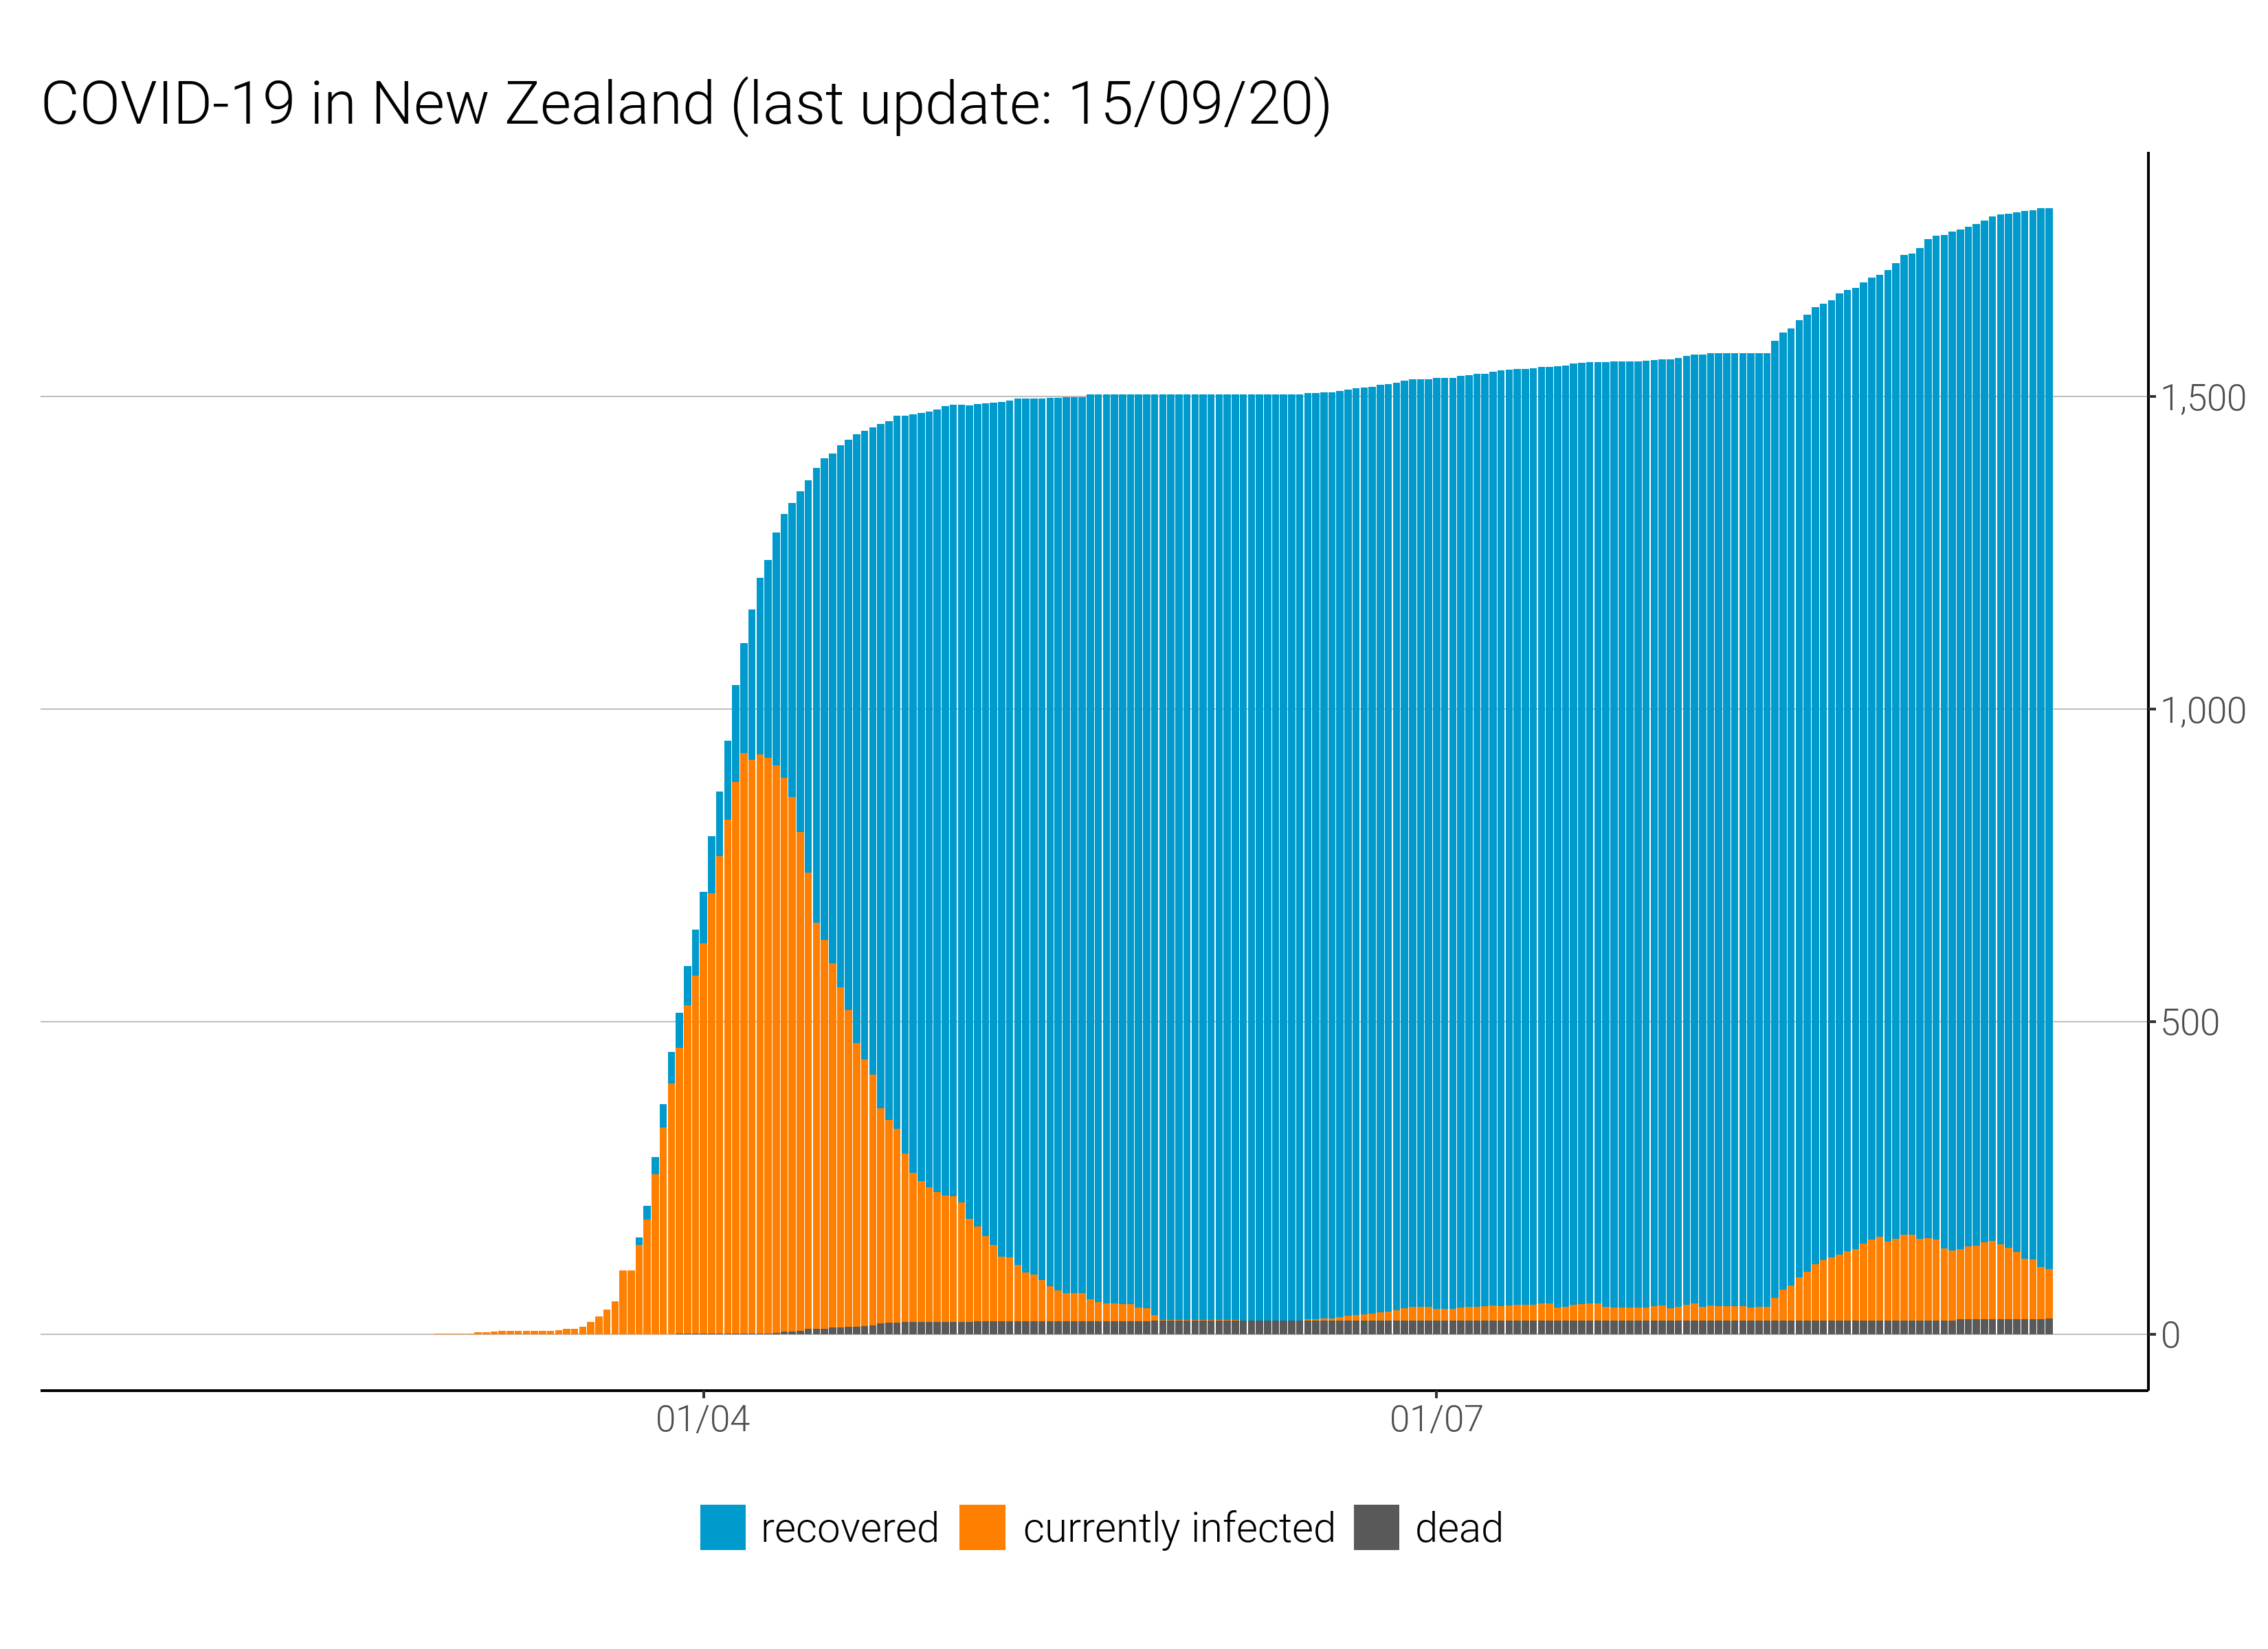 COVID-19 in New Zealand (last update: 15/09/20)
1,500
1,000
500
0
01/04 01/07
recovered currently infected dead